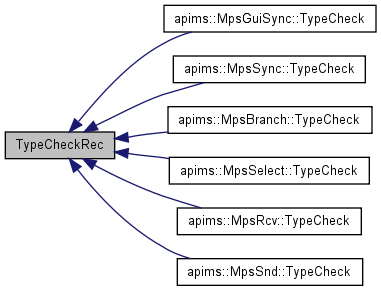 apims::MpsGuiSync::TypeCheck
apims::MpsSync::TypeCheck
apims::MpsBranch::TypeCheck
TypeCheckRec
apims::MpsSelect::TypeCheck
apims::MpsRcv::TypeCheck
apims::MpsSnd::TypeCheck